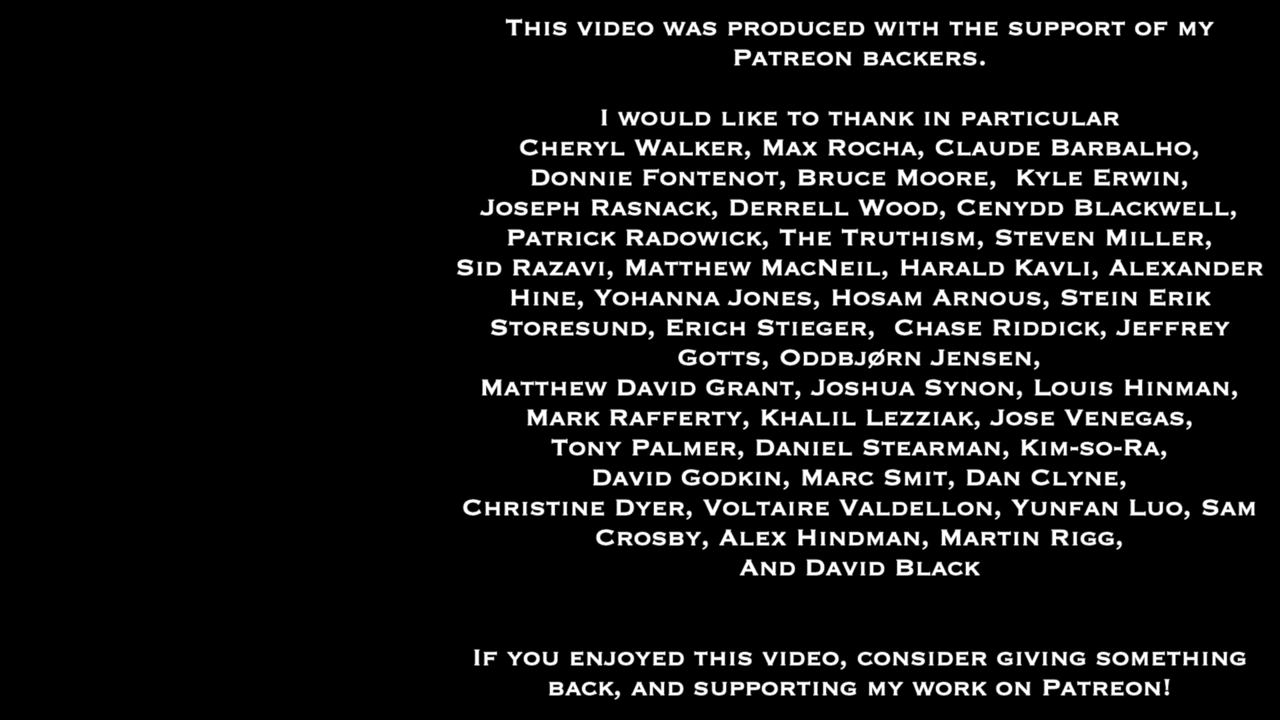 This video was produced with the support of my
Patreon backers.
I would like to thank in particular
Cheryl Walker, Max Rocha, Claude Barbalho,
Donnie Fontenot, Bruce Moore,  Kyle Erwin,
Joseph Rasnack, Derrell Wood, Cenydd Blackwell,
Patrick Radowick, The Truthism, Steven Miller,
Sid Razavi, Matthew MacNeil, Harald Kavli, Alexander
Hine, Yohanna Jones, Hosam Arnous, Stein Erik
Storesund, Erich Stieger,  Chase Riddick, Jeffrey
Gotts, Oddbjørn Jensen,
Matthew David Grant, Joshua Synon, Louis Hinman,
Mark Rafferty, Khalil Lezziak, Jose Venegas,
Tony Palmer, Daniel Stearman, Kim-so-Ra,
David Godkin, Marc Smit, Dan Clyne,
Christine Dyer, Voltaire Valdellon, Yunfan Luo, Sam
Crosby, Alex Hindman, Martin Rigg,
And David Black
If you enjoyed this video, consider giving something
back, and supporting my work on Patreon!